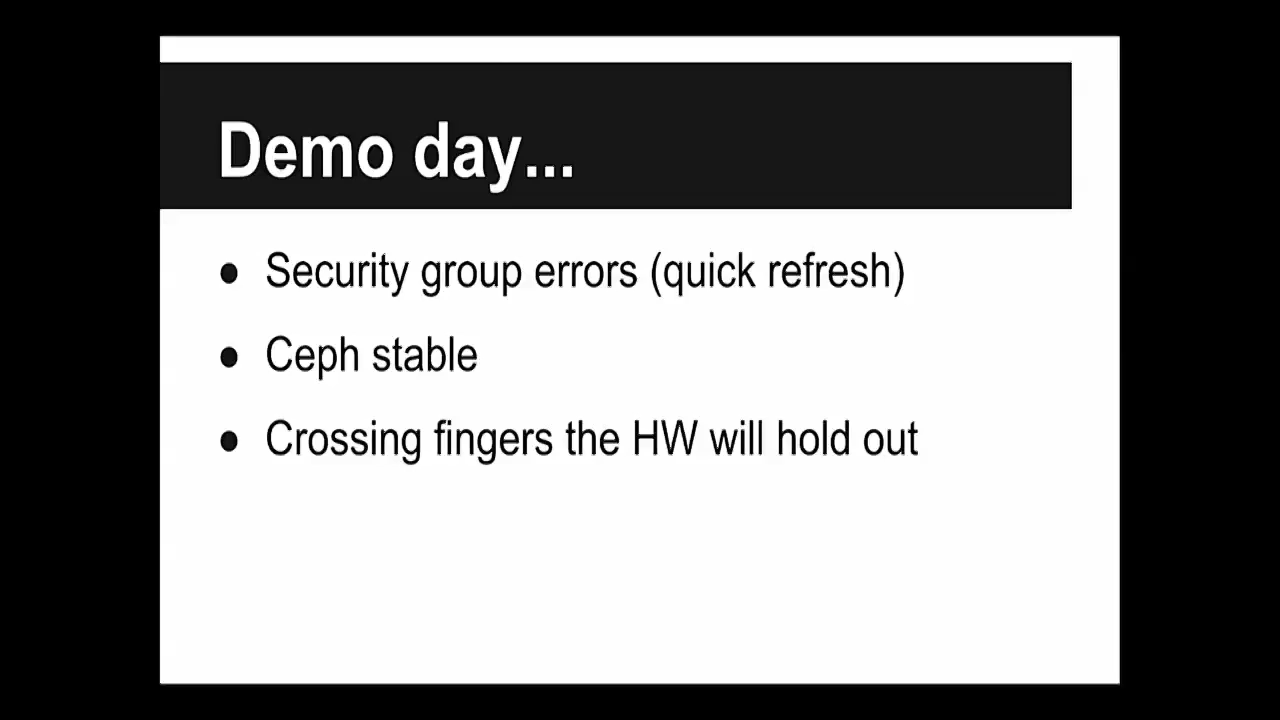 Demo day...
● Security group errors (quick refresh)
● Ceph stable
● Crossing fingers the HW will hold out